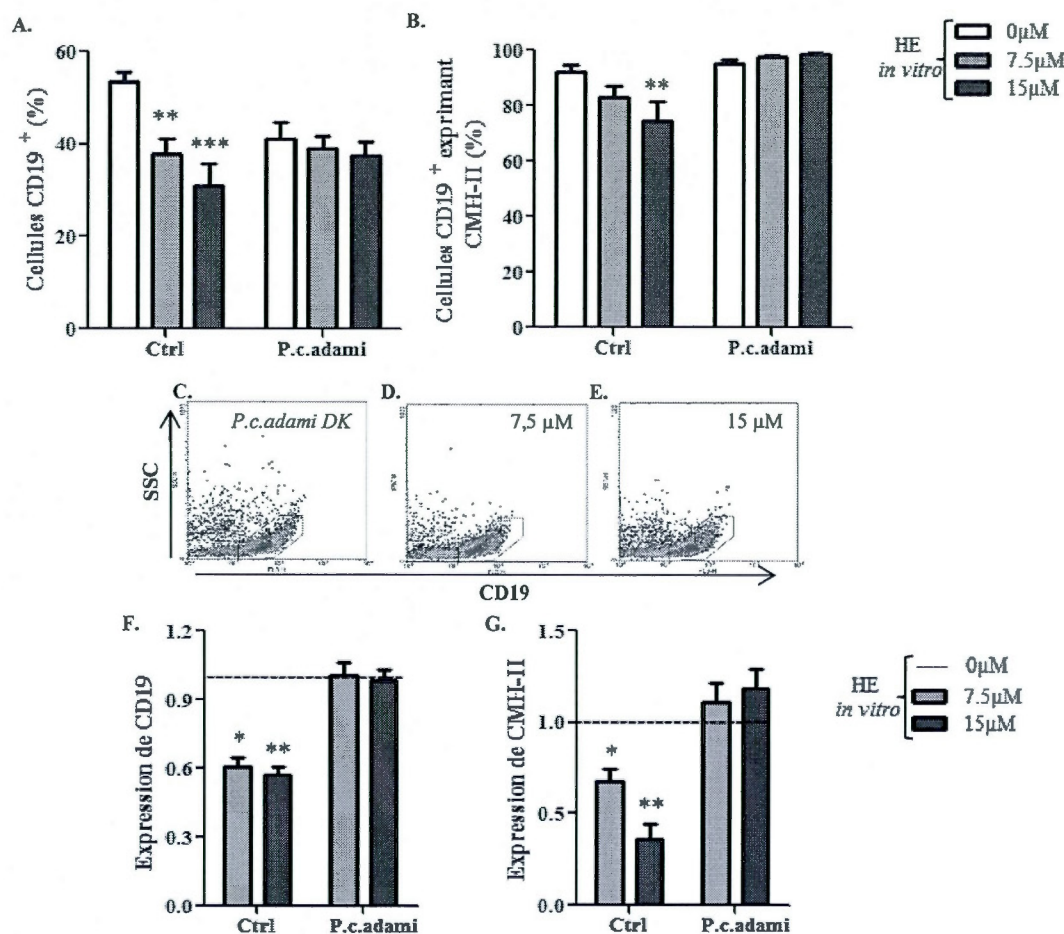 A.
Cellules CD19 + (%)
60
40
20
0
**
***
Ctrl
P.c.adami
B.
Cellules CD19 + exprimant
CMH-II (%)
100
80
60
40
20
0
**
Ctrl
P.c.adami
HE
in vitro
0µM
7.5µM
15µM
C.
P.c.adami DK
D.
7,5 µM
E.
15 µM
SSC
CD19
F.
Expression de CD19
1.2
0.9
0.6
0.3
0.0
*
**
Ctrl
P.c.adami
G.
Expression de CMH-II
1.5
1.0
0.5
0.0
*
**
Ctrl
P.c.adami
HE
in vitro
0µM
7.5µM
15µM